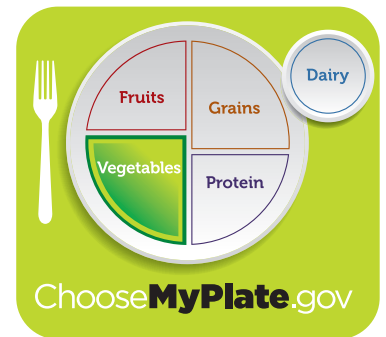 Dairy
Fruits
Grains
Vegetables
Protein
ChooseMyPlate.gov